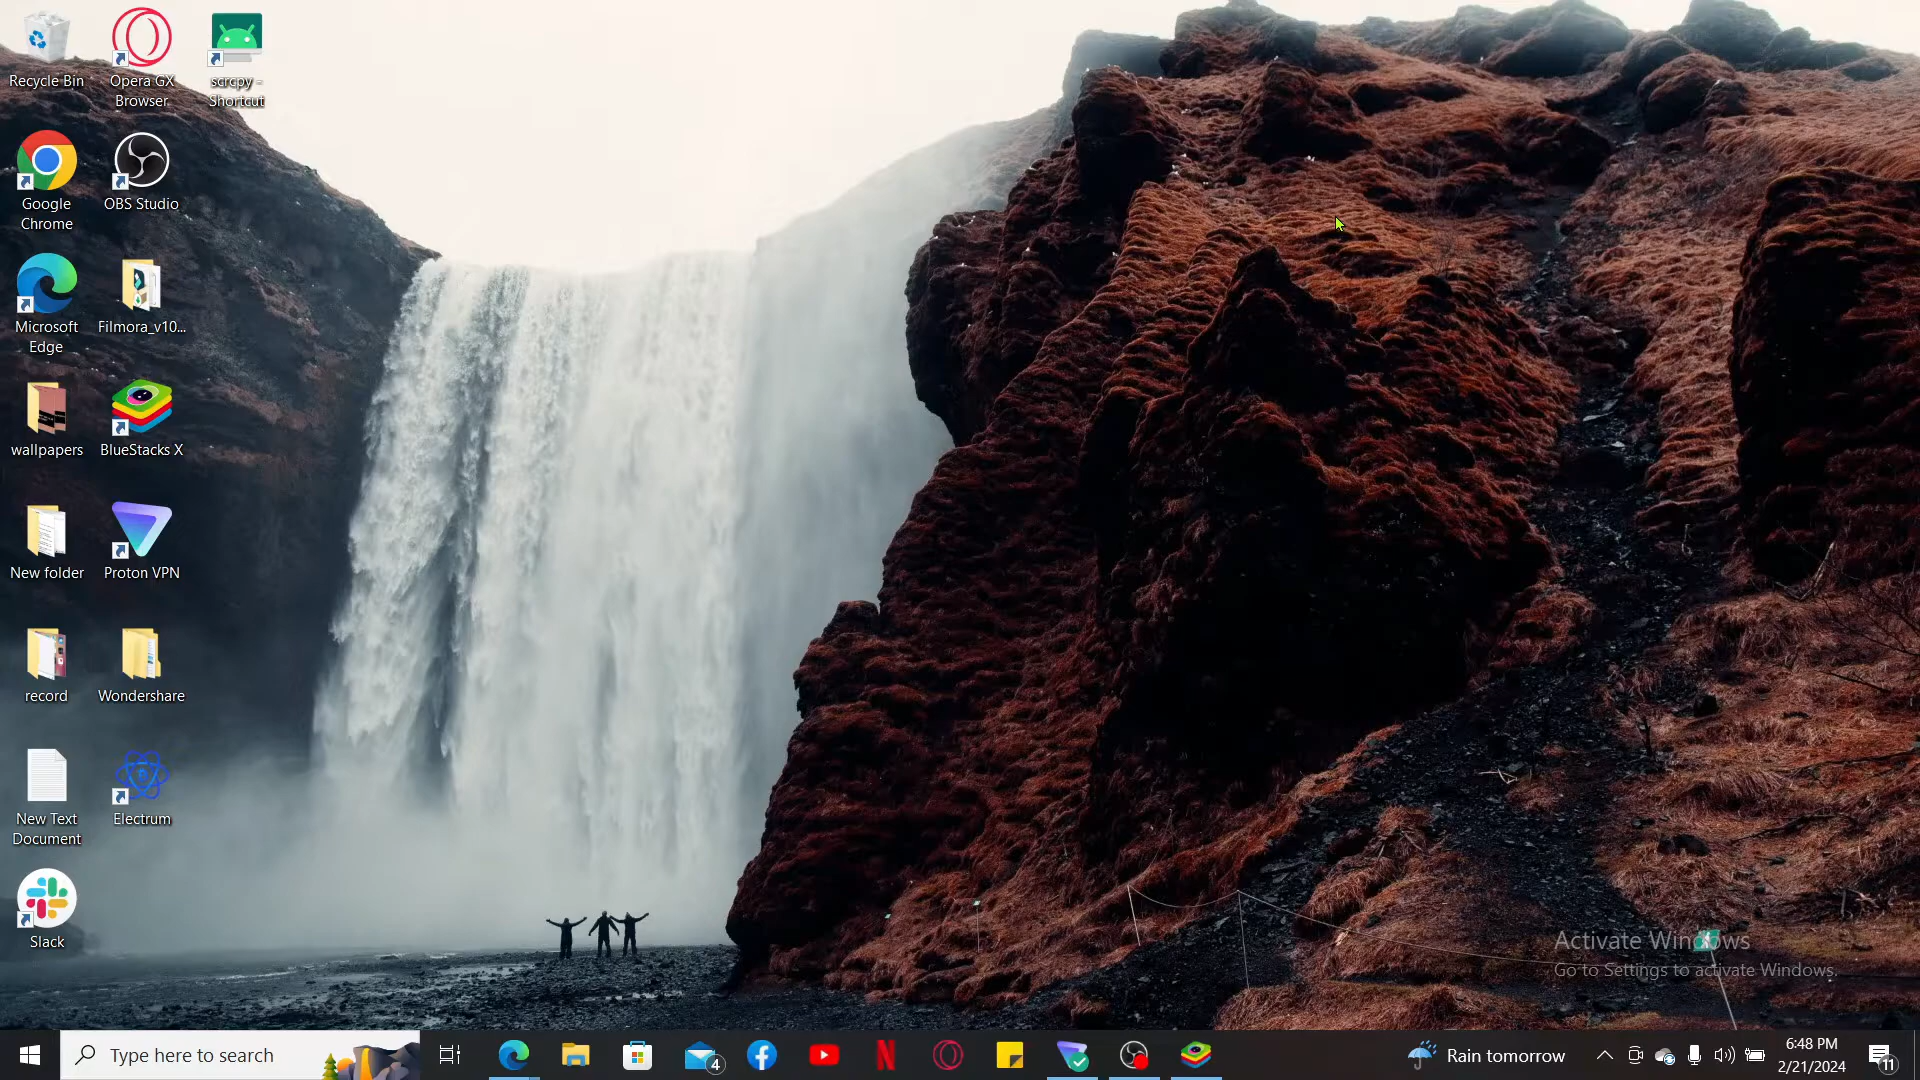 Recycle Bin
Opera GX
Browser
scrcpy -
Shortcut
Google
Chrome
OBS Studio
Microsoft
Edge
Filmora_v10...
wallpapers
BlueStacks X
New folder
Proton VPN
record
Wondershare
New Text
Document
Electrum
Slack
Activate Windows
Go to Settings to activate Windows.
Type here to search
4
Rain tomorrow
6:48 PM
2/21/2024
11